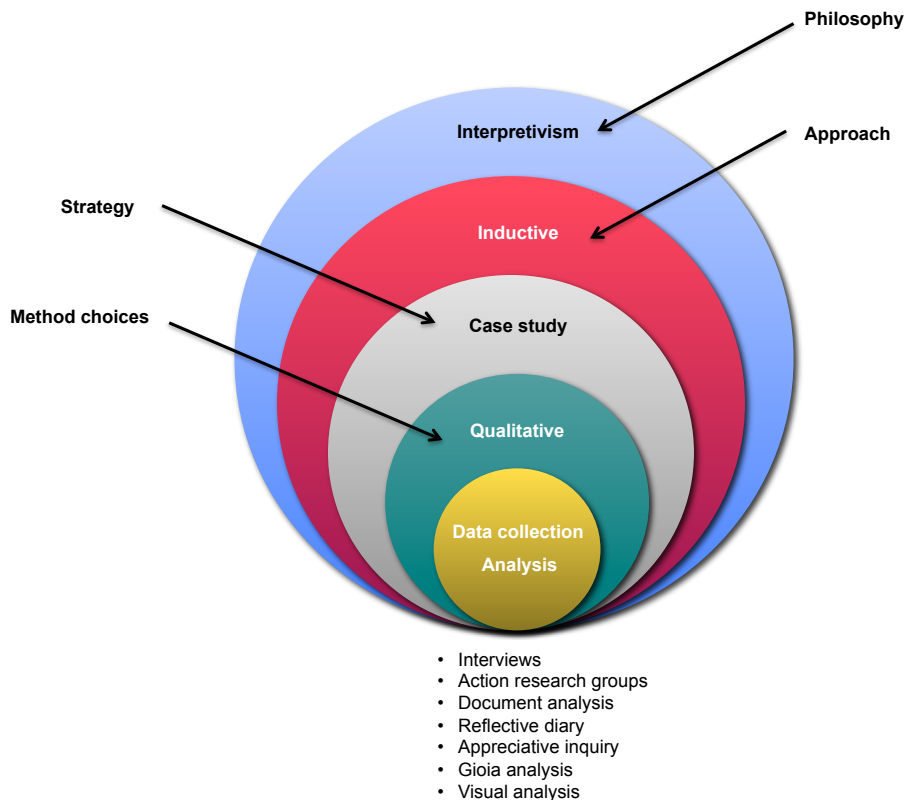 Philosophy
Interpretivism
Approach
Strategy
Inductive
Method choices
Case study
Qualitative
Data collection
Analysis
• Interviews
• Action research groups
• Document analysis
• Reflective diary
• Appreciative inquiry
• Gioia analysis
• Visual analysis